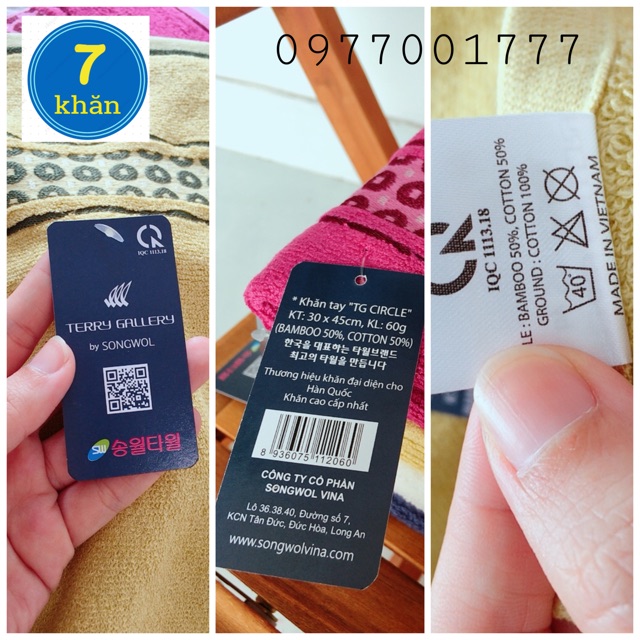 7
khăn
0977001777
IQC 1113.18
TERRY GALLERY
by SONGWOL
SW 송월타월
* Khăn tay "TG CIRCLE"
KT: 30 x 45cm, KL: 60g
(BAMBOO 50%, COTTON 50%)
한국을 대표하는 타월브랜드
최고의 타월을 만듭니다
Thương hiệu khăn đại diện cho
Hàn Quốc
Khăn cao cấp nhất
8 936075 112060
CÔNG TY CỔ PHẦN
SONGWOL VINA
Lô 36.38.40, Đường số 7,
KCN Tân Đức, Đức Hòa, Long An
www.songwolvina.com
IQC 1113.18
LE : BAMBOO 50%, COTTON 50%
GROUND : COTTON 100%
40
MADE IN VIETNAM